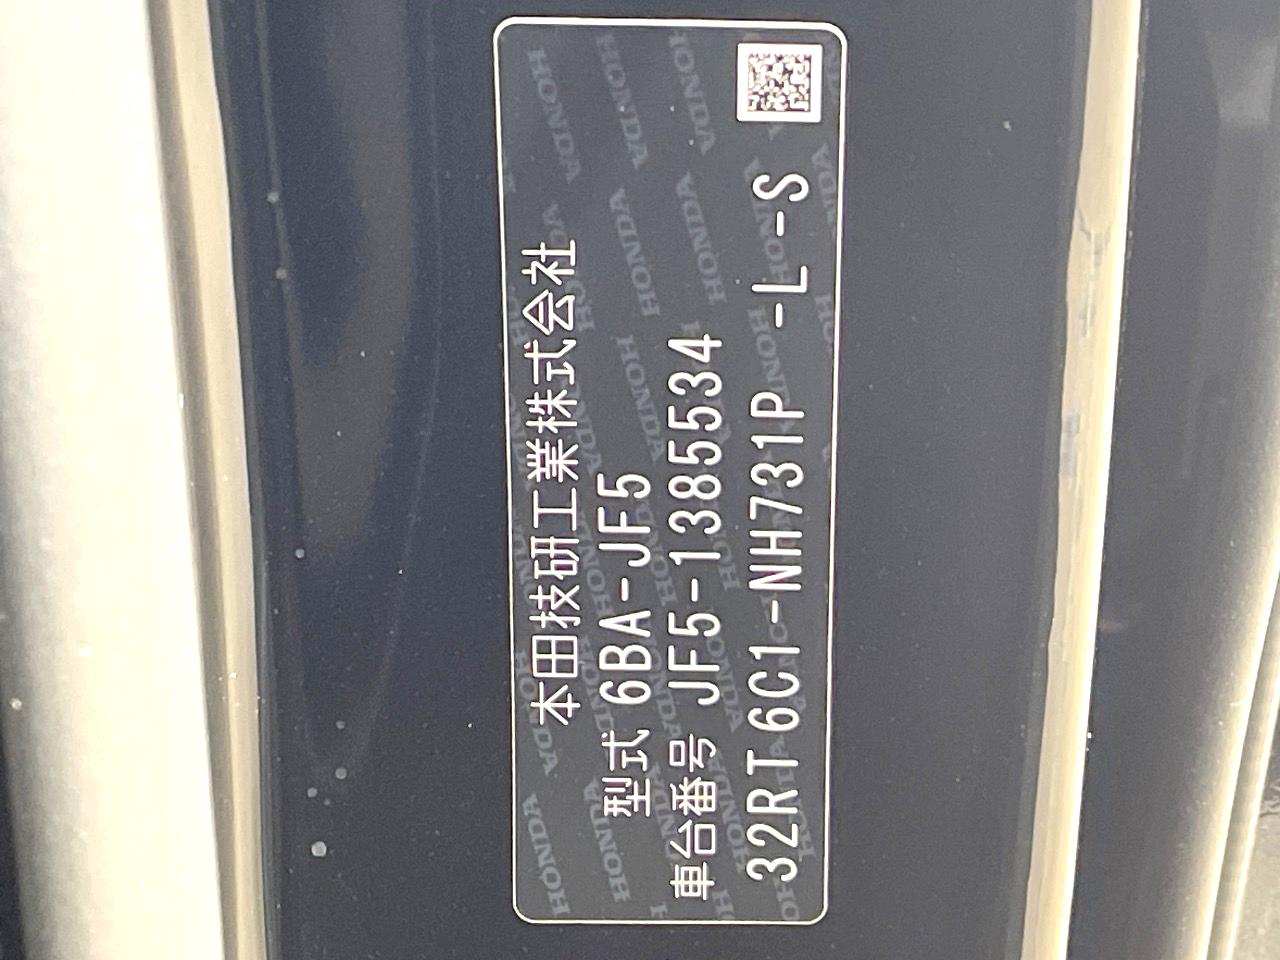 本田技研工業株式会社
型式 6BA-JF5
車台番号 JF5-1385534
32RT6C1-NH731P -L -S